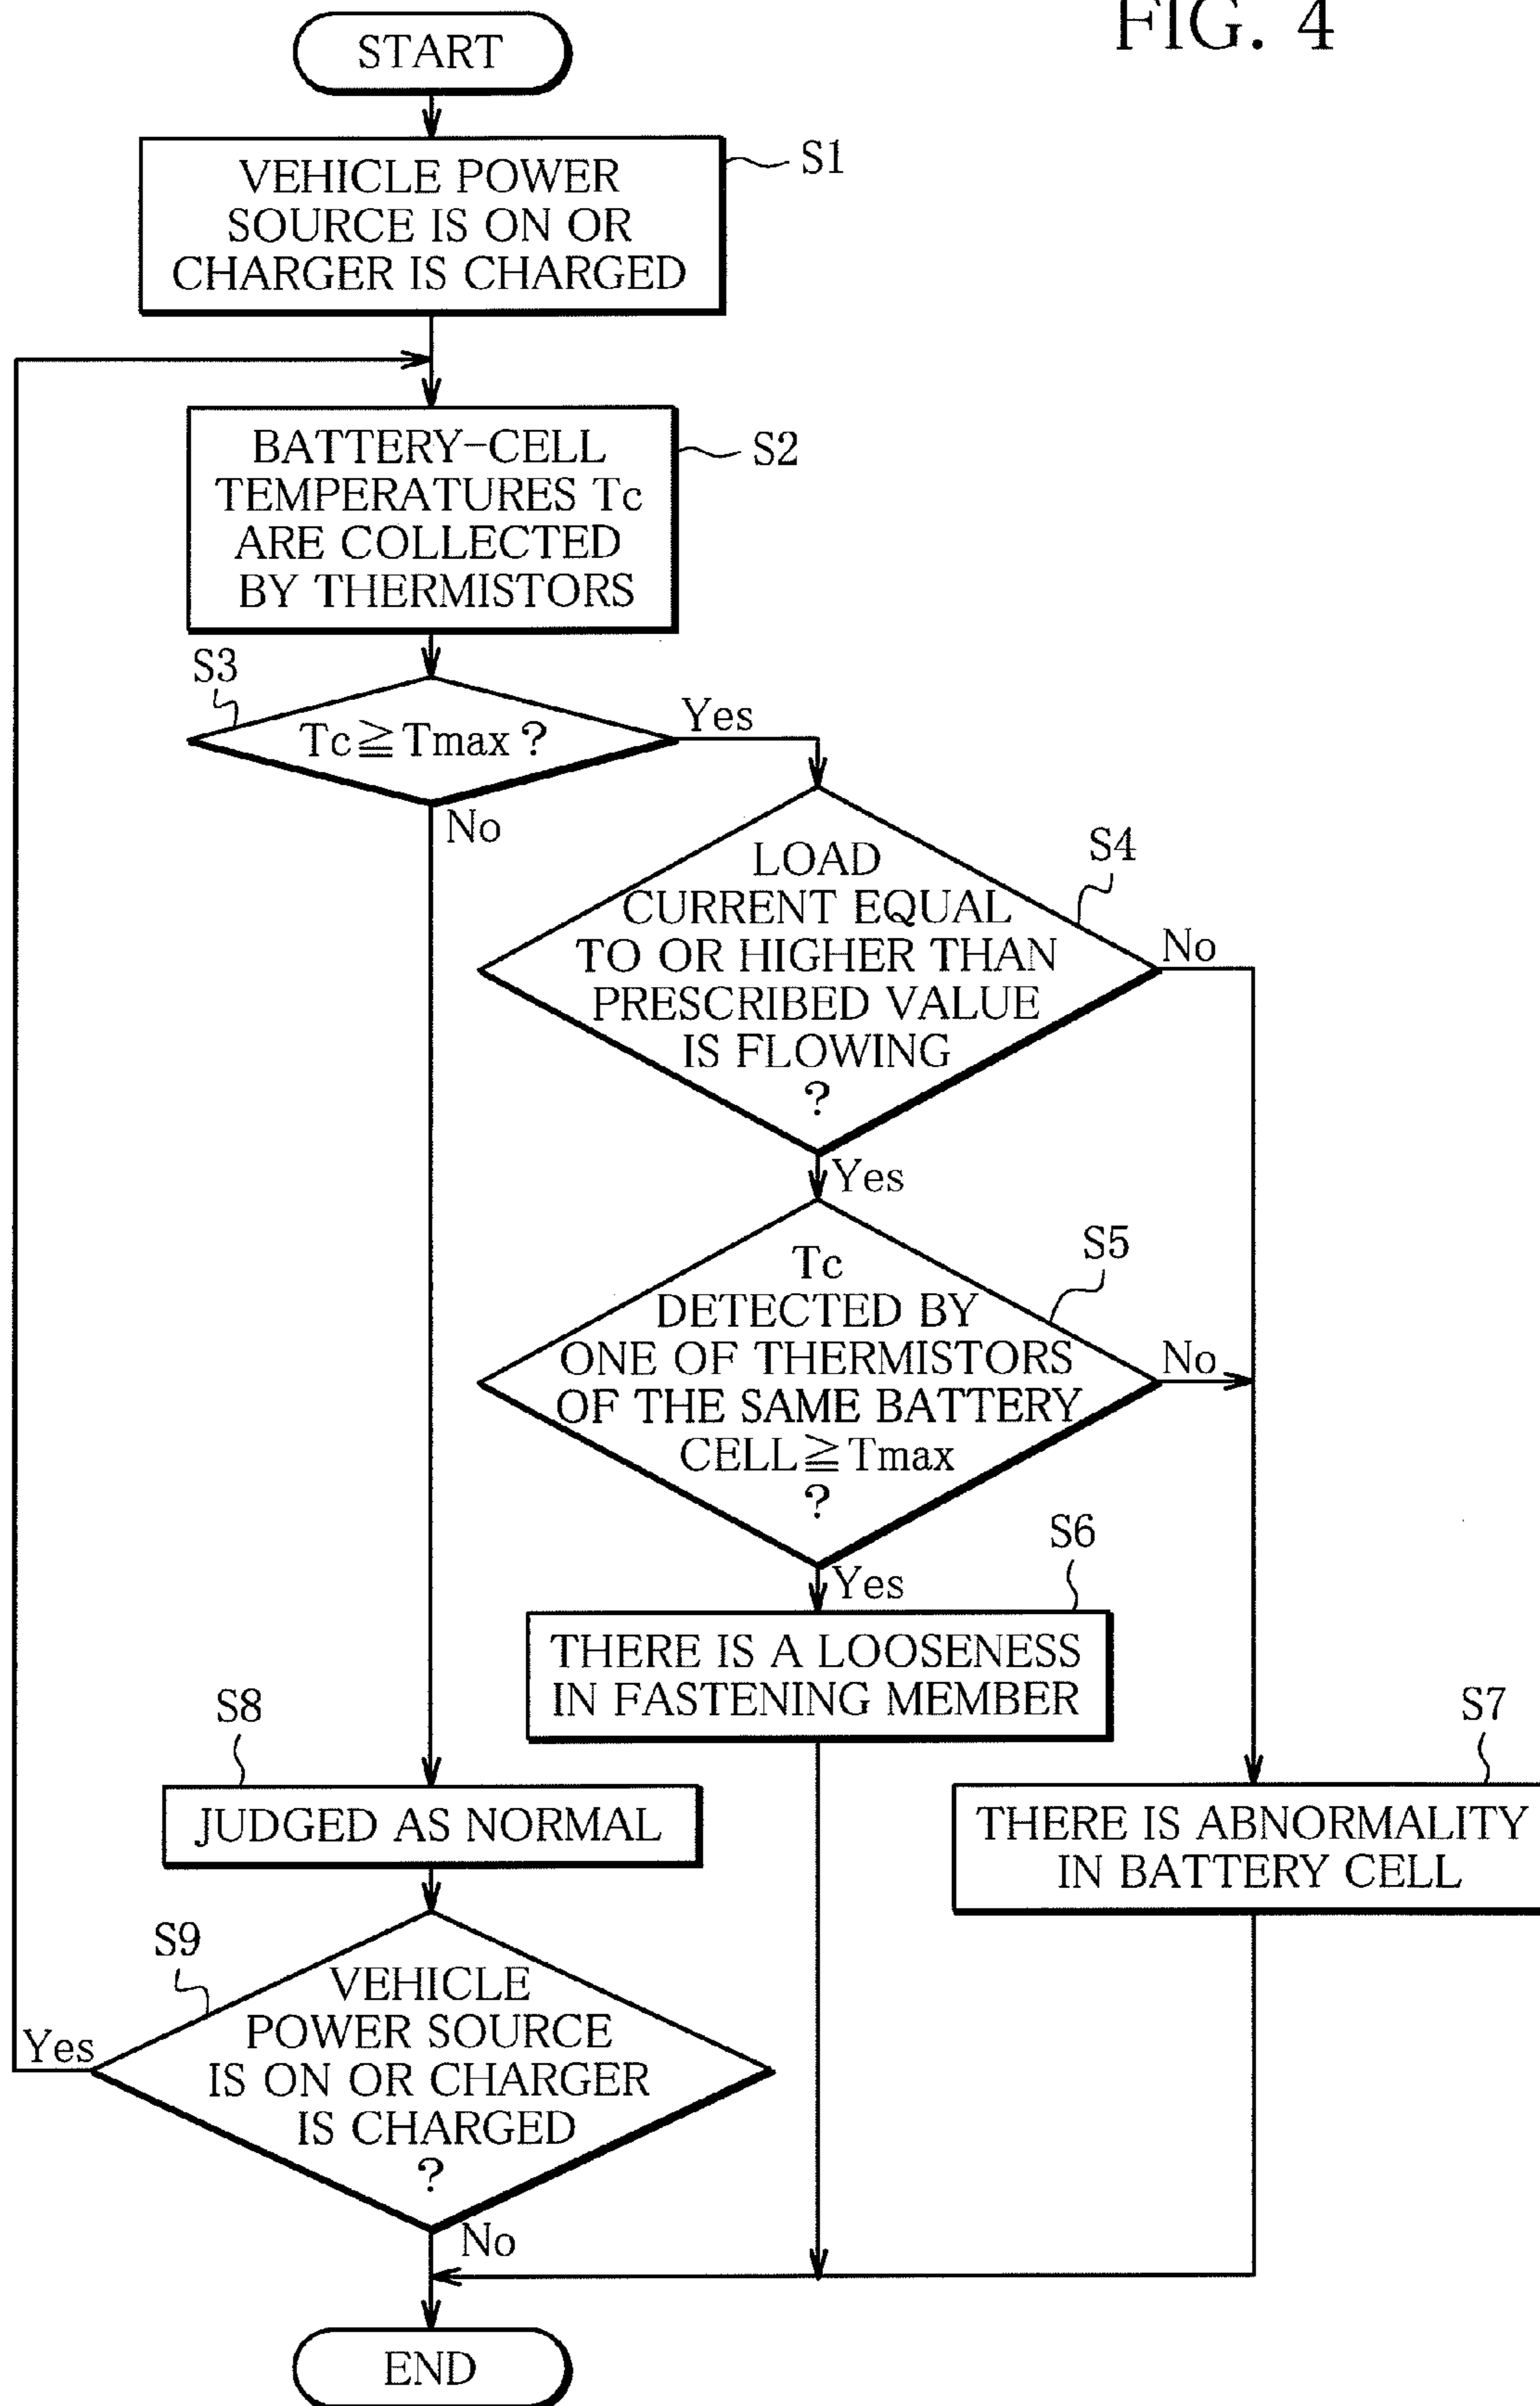 FIG. 4
START
VEHICLE POWER
SOURCE IS ON OR
CHARGER IS CHARGED
S1
BATTERY-CELL
TEMPERATURES Tc
ARE COLLECTED
BY THERMISTORS
S2
S3
Tc≧Tmax?
Yes
No
LOAD
CURRENT EQUAL
TO OR HIGHER THAN
PRESCRIBED VALUE
IS FLOWING
?
S4
No
Yes
Tc
DETECTED BY
ONE OF THERMISTORS
OF THE SAME BATTERY
CELL≧Tmax
?
S5
No
Yes
S6
THERE IS A LOOSENESS
IN FASTENING MEMBER
S7
THERE IS ABNORMALITY
IN BATTERY CELL
S8
JUDGED AS NORMAL
S9
VEHICLE
POWER SOURCE
IS ON OR CHARGER
IS CHARGED
?
Yes
No
END